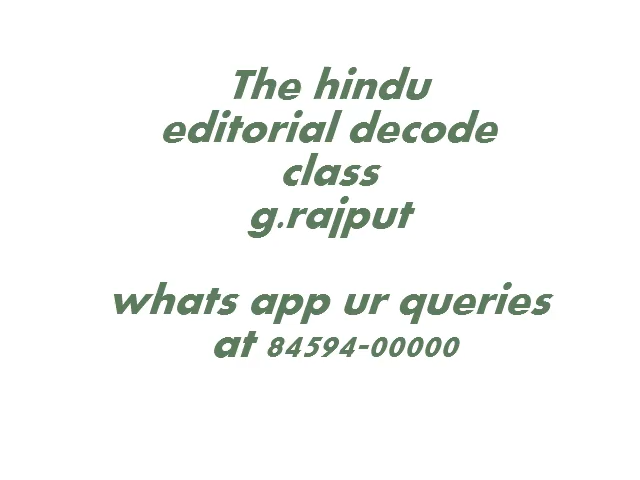 The hindu
editorial decode
class
g.rajput
whats app ur queries
at 84594-00000